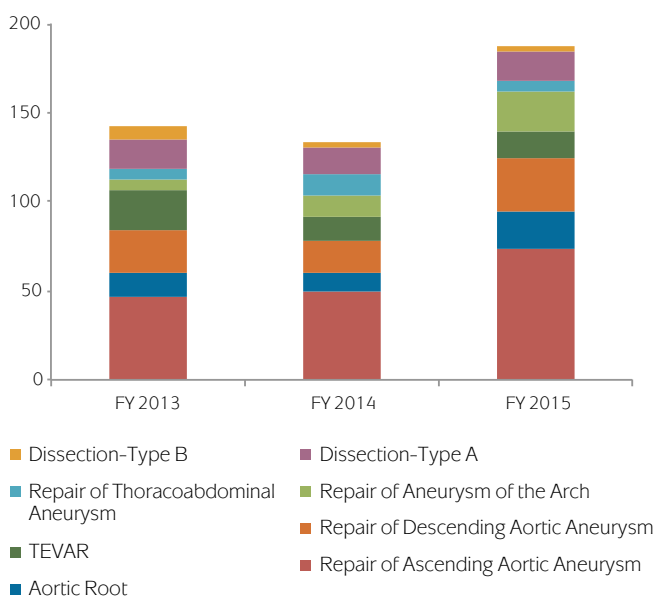 200
150
100
50
0
FY 2013
FY 2014
FY 2015
Dissection-Type B
Dissection-Type A
Repair of Thoracoabdominal
Aneurysm
Repair of Aneurysm of the Arch
Repair of Descending Aortic Aneurysm
TEVAR
Repair of Ascending Aortic Aneurysm
Aortic Root